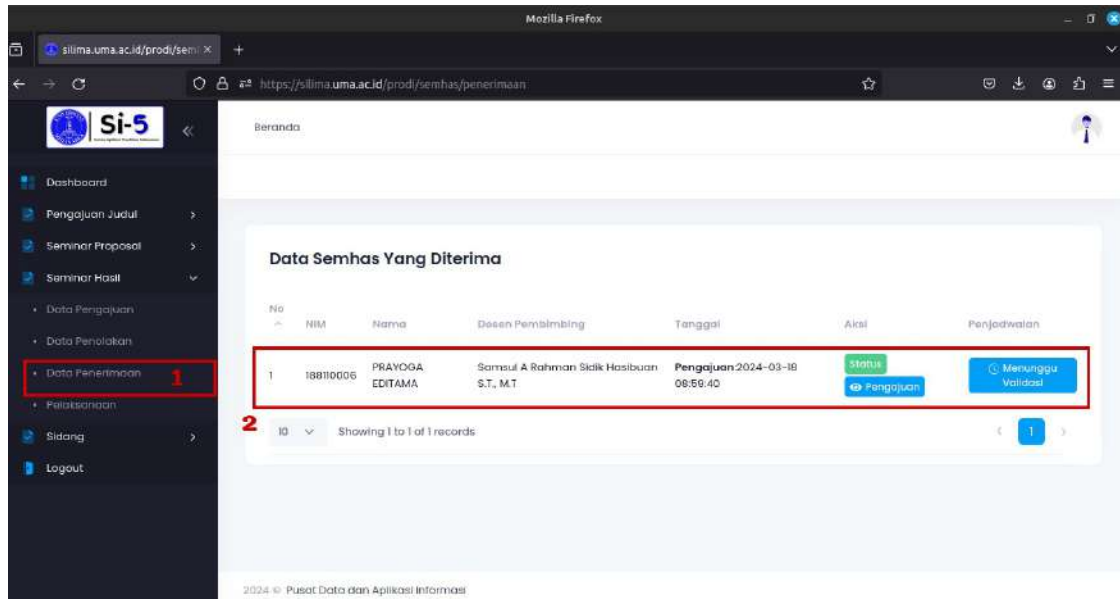 Mozilla Firefox
silima.uma.ac.id/prodi/sem
https://silima.uma.ac.id/prodi/semhas/penerimaan
Si-5
Beranda
Dashboard
Pengajuan Judul
Seminar Proposal
Seminar Hasil
Data Pengajuan
Data Penolakan
Data Penerimaan 1
Pelaksanaan
Sidang
Logout
Data Semhas Yang Diterima
No NIM Nama Dosen Pembimbing Tanggal Aksi Penjadwalan
1 188110006 PRAYOGA EDITAMA Samsul A Rahman Sidik Hasibuan S.T., M.T Pengajuan:2024-03-18 08:59:40 Status Pengajuan Menunggu Validasi
2
10 Showing 1 to 1 of 1 records 1
2024 © Pusat Data dan Aplikasi Informasi